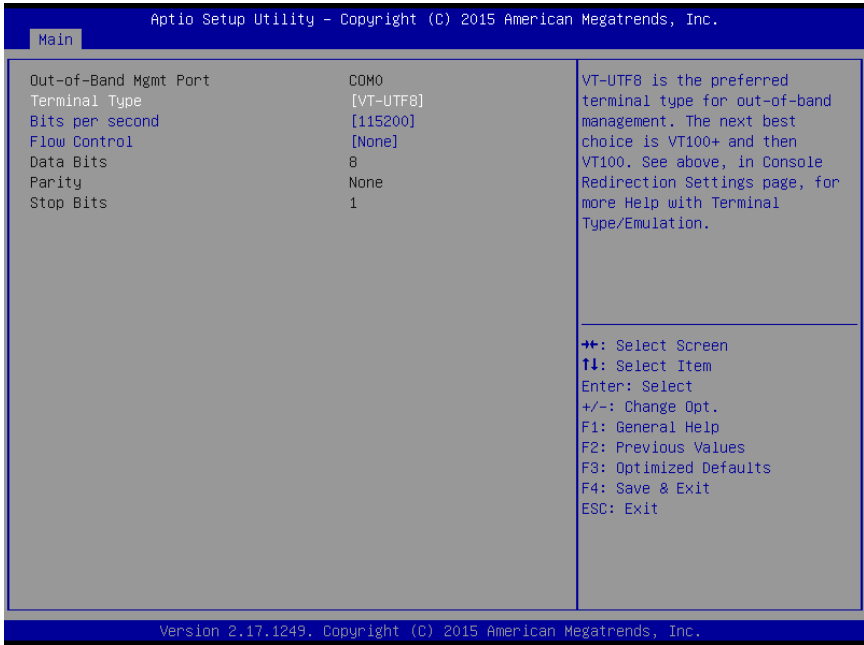 Aptio Setup Utility – Copyright (C) 2015 American Megatrends, Inc.
Main
Out-of-Band Mgmt Port COM0
Terminal Type [VT-UTF8]
Bits per second [115200]
Flow Control [None]
Data Bits 8
Parity None
Stop Bits 1
VT-UTF8 is the preferred
terminal type for out-of-band
management. The next best
choice is VT100+ and then
VT100. See above, in Console
Redirection Settings page, for
more Help with Terminal
Type/Emulation.
→←: Select Screen
↑↓: Select Item
Enter: Select
+/-: Change Opt.
F1: General Help
F2: Previous Values
F3: Optimized Defaults
F4: Save & Exit
ESC: Exit
Version 2.17.1249. Copyright (C) 2015 American Megatrends, Inc.